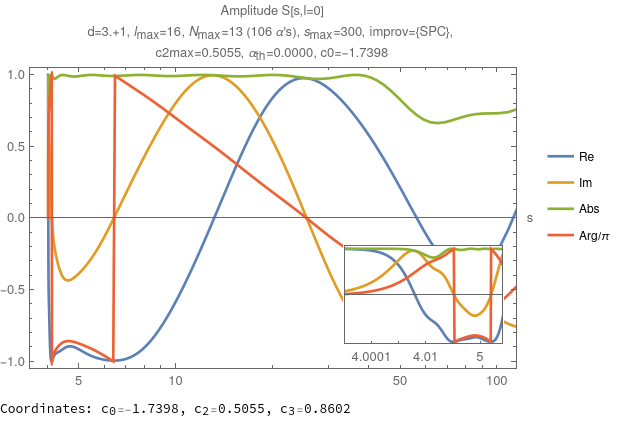 Amplitude S[s,l=0]
d=3.+1, lmax=16, Nmax=13 (106 α's), smax=300, improv={SPC},
c2max=0.5055, αth=0.0000, c0=-1.7398
1.0
0.5
0.0
-0.5
-1.0
s
Re
Im
Abs
Arg/π
4.0001 4.01 5
5 10 50 100
Coordinates: c0=-1.7398, c2=0.5055, c3=0.8602